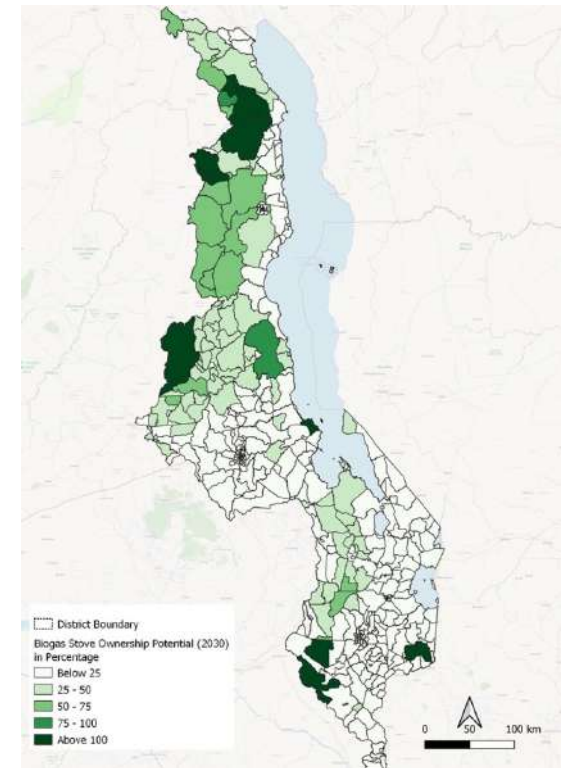 District Boundary
Biogas Stove Ownership Potential (2030)
in Percentage
Below 25
25 - 50
50 - 75
75 - 100
Above 100
0 50 100 km